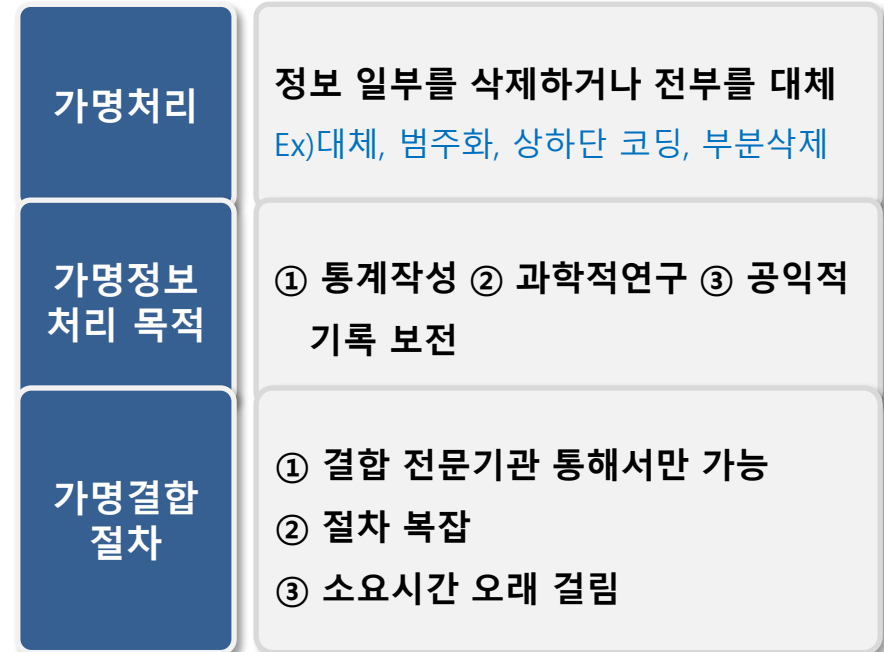 가명처리
정보 일부를 삭제하거나 전부를 대체
Ex)대체, 범주화, 상하단 코딩, 부분삭제
가명정보
처리 목적
① 통계작성 ② 과학적연구 ③ 공익적
기록 보전
가명결합
절차
① 결합 전문기관 통해서만 가능
② 절차 복잡
③ 소요시간 오래 걸림